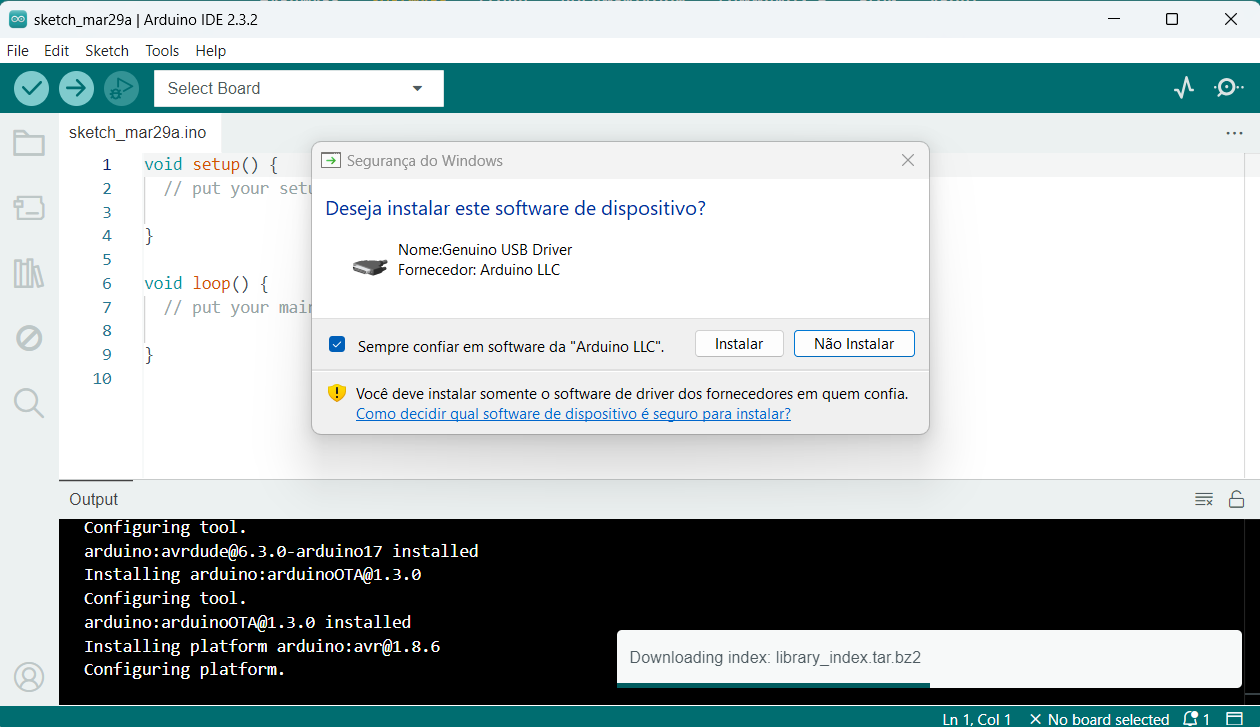 sketch_mar29a | Arduino IDE 2.3.2
File Edit Sketch Tools Help
Select Board
sketch_mar29a.ino
1 void setup() {
2 // put your setu
3
4 }
5
6 void loop() {
7 // put your main
8
9 }
10
Segurança do Windows
Deseja instalar este software de dispositivo?
Nome:Genuino USB Driver
Fornecedor: Arduino LLC
Sempre confiar em software da "Arduino LLC".
Instalar
Não Instalar
Você deve instalar somente o software de driver dos fornecedores em quem confia.
Como decidir qual software de dispositivo é seguro para instalar?
Output
Configuring tool.
arduino:avrdude@6.3.0-arduino17 installed
Installing arduino:arduinoOTA@1.3.0
Configuring tool.
arduino:arduinoOTA@1.3.0 installed
Installing platform arduino:avr@1.8.6
Configuring platform.
Downloading index: library_index.tar.bz2
Ln 1, Col 1 No board selected 1